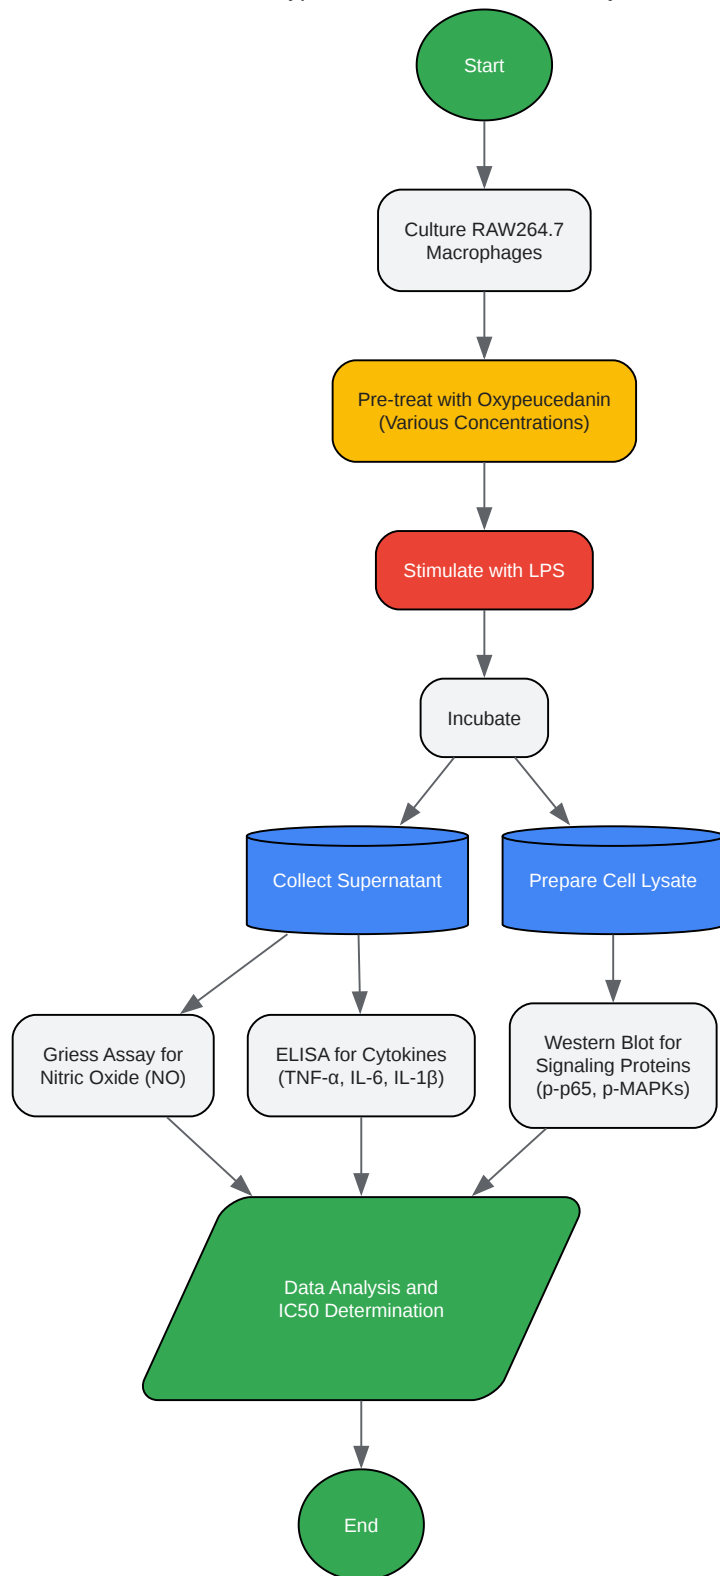 Start
Culture RAW264.7
Macrophages
Pre-treat with Oxypeucedanin
(Various Concentrations)
Stimulate with LPS
Incubate
Collect Supernatant
Prepare Cell Lysate
Griess Assay for
Nitric Oxide (NO)
ELISA for Cytokines
(TNF-α, IL-6, IL-1β)
Western Blot for
Signaling Proteins
(p-p65, p-MAPKs)
Data Analysis and
IC50 Determination
End